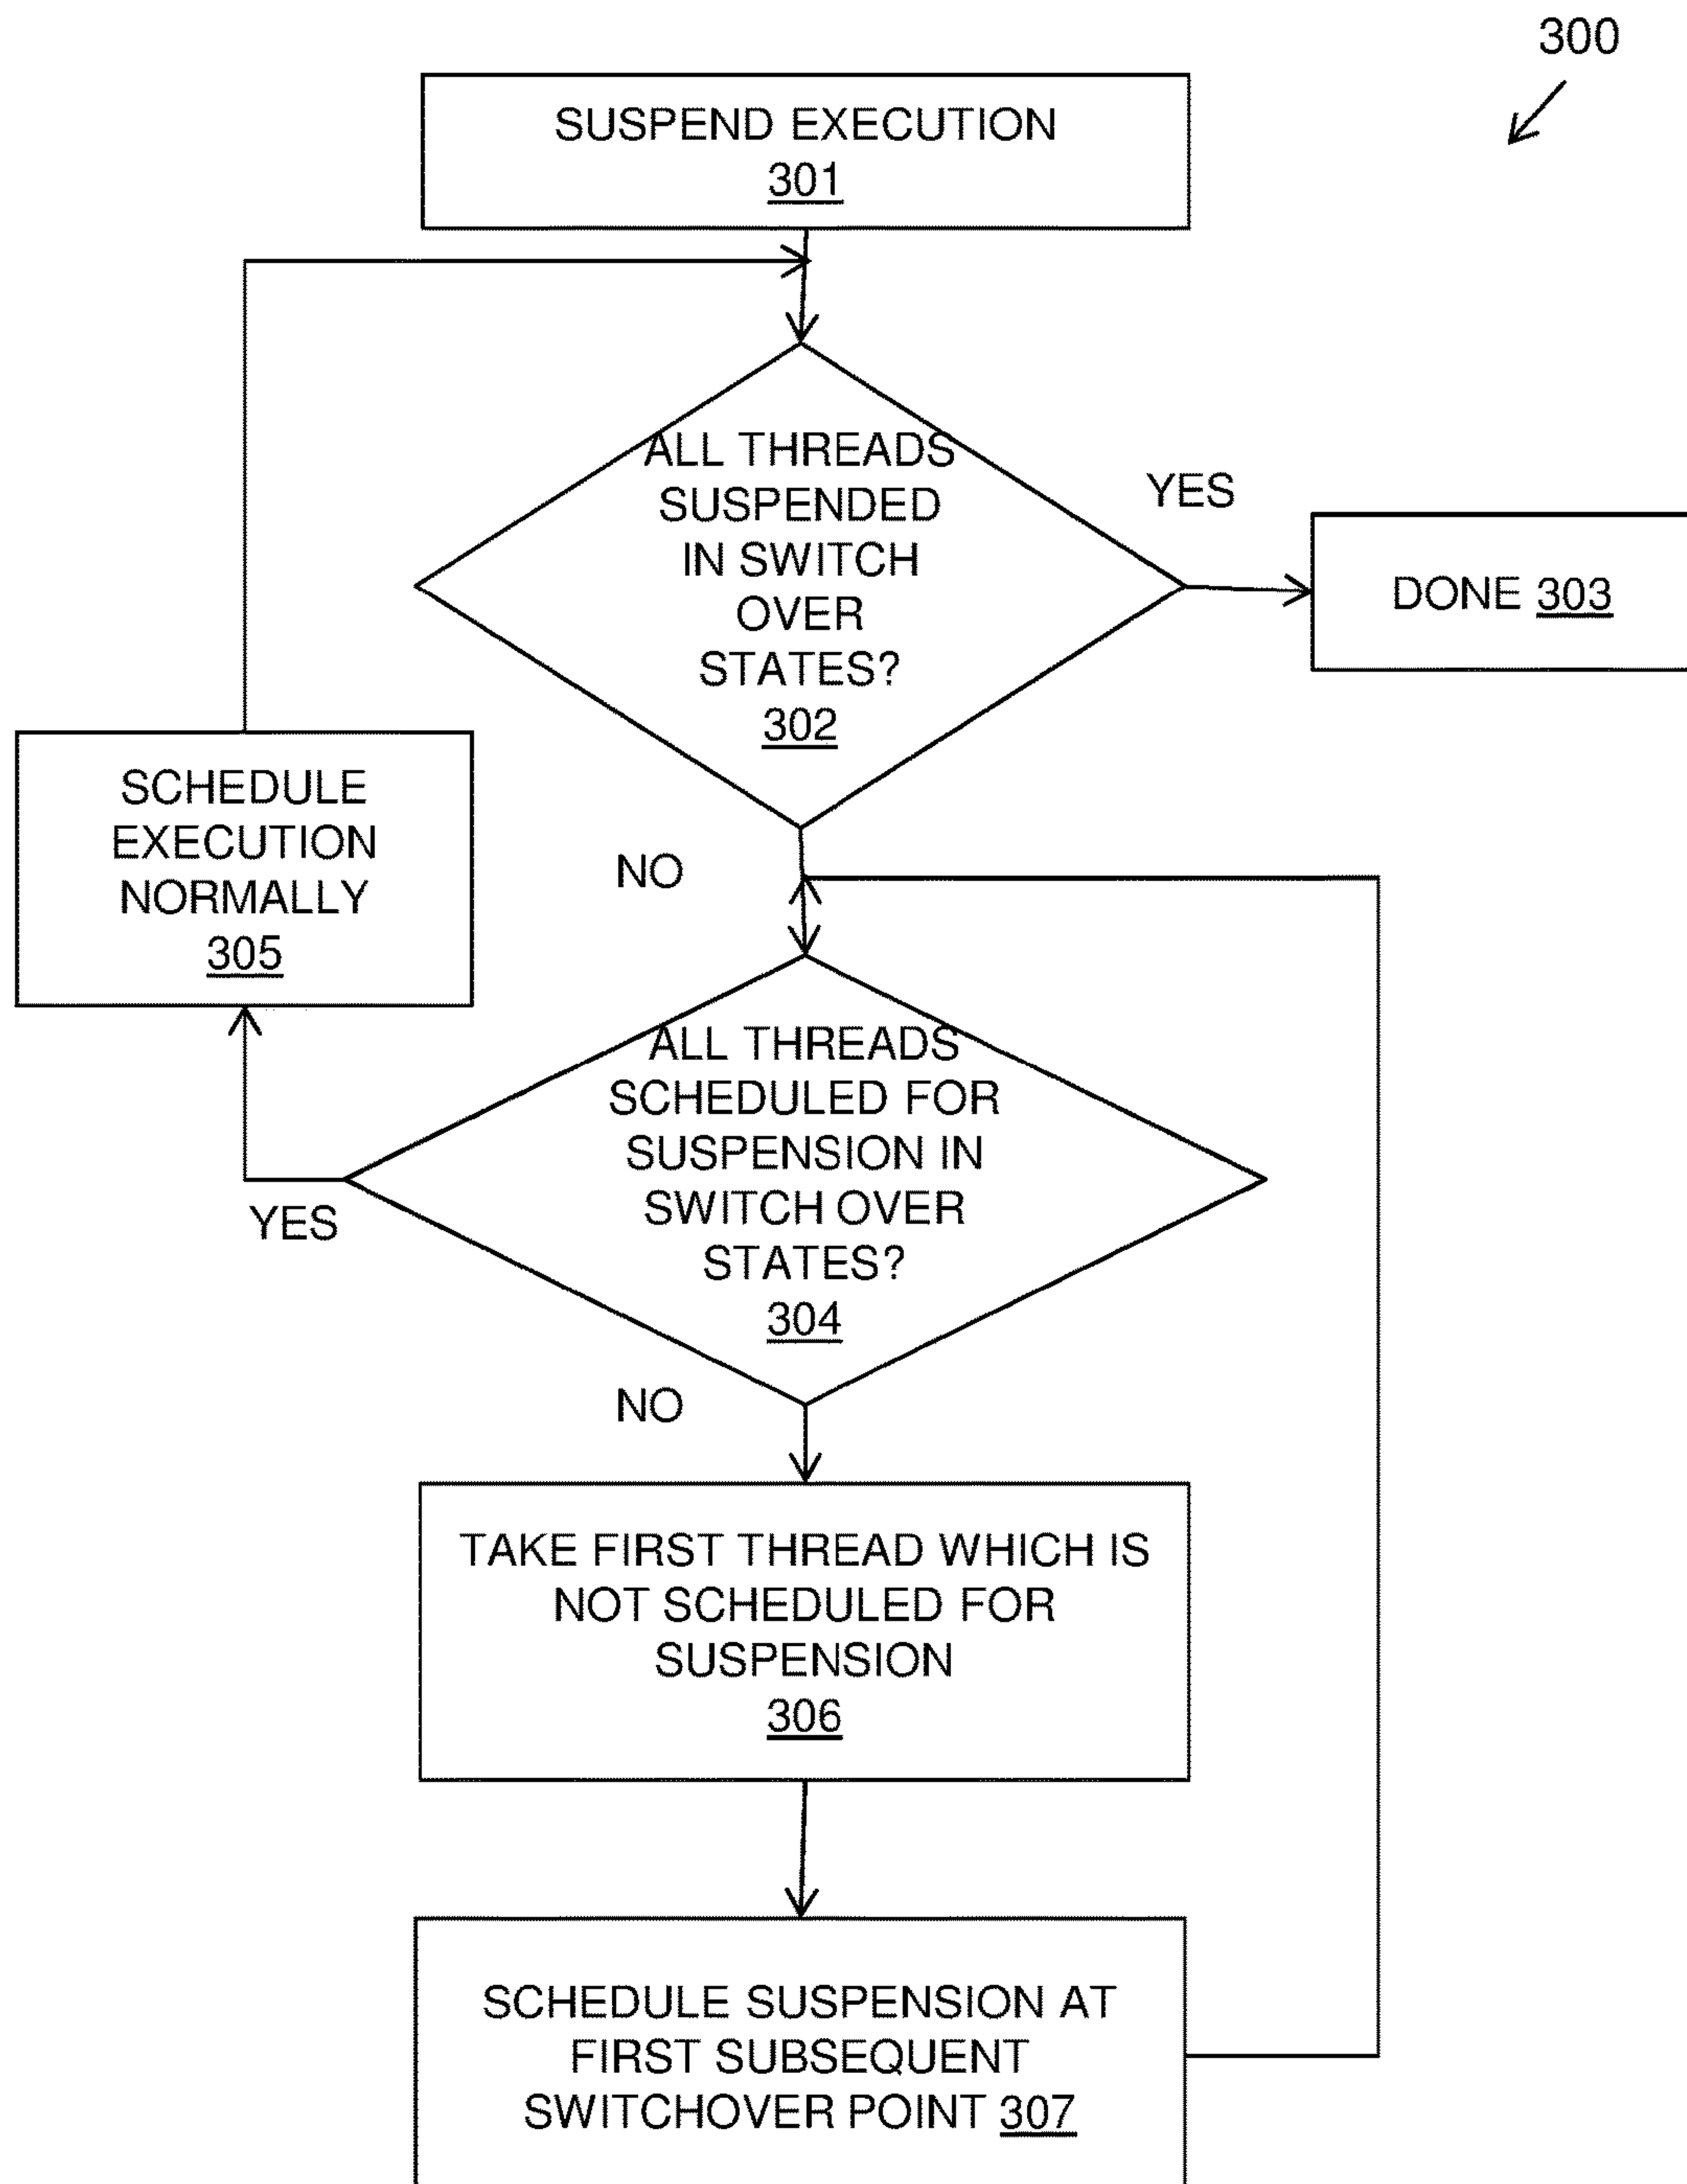 300
SUSPEND EXECUTION
301
ALL THREADS
SUSPENDED
IN SWITCH
OVER
STATES?
302
YES
DONE 303
SCHEDULE
EXECUTION
NORMALLY
305
NO
ALL THREADS
SCHEDULED FOR
SUSPENSION IN
SWITCH OVER
STATES?
304
YES
NO
TAKE FIRST THREAD WHICH IS
NOT SCHEDULED FOR
SUSPENSION
306
SCHEDULE SUSPENSION AT
FIRST SUBSEQUENT
SWITCHOVER POINT 307